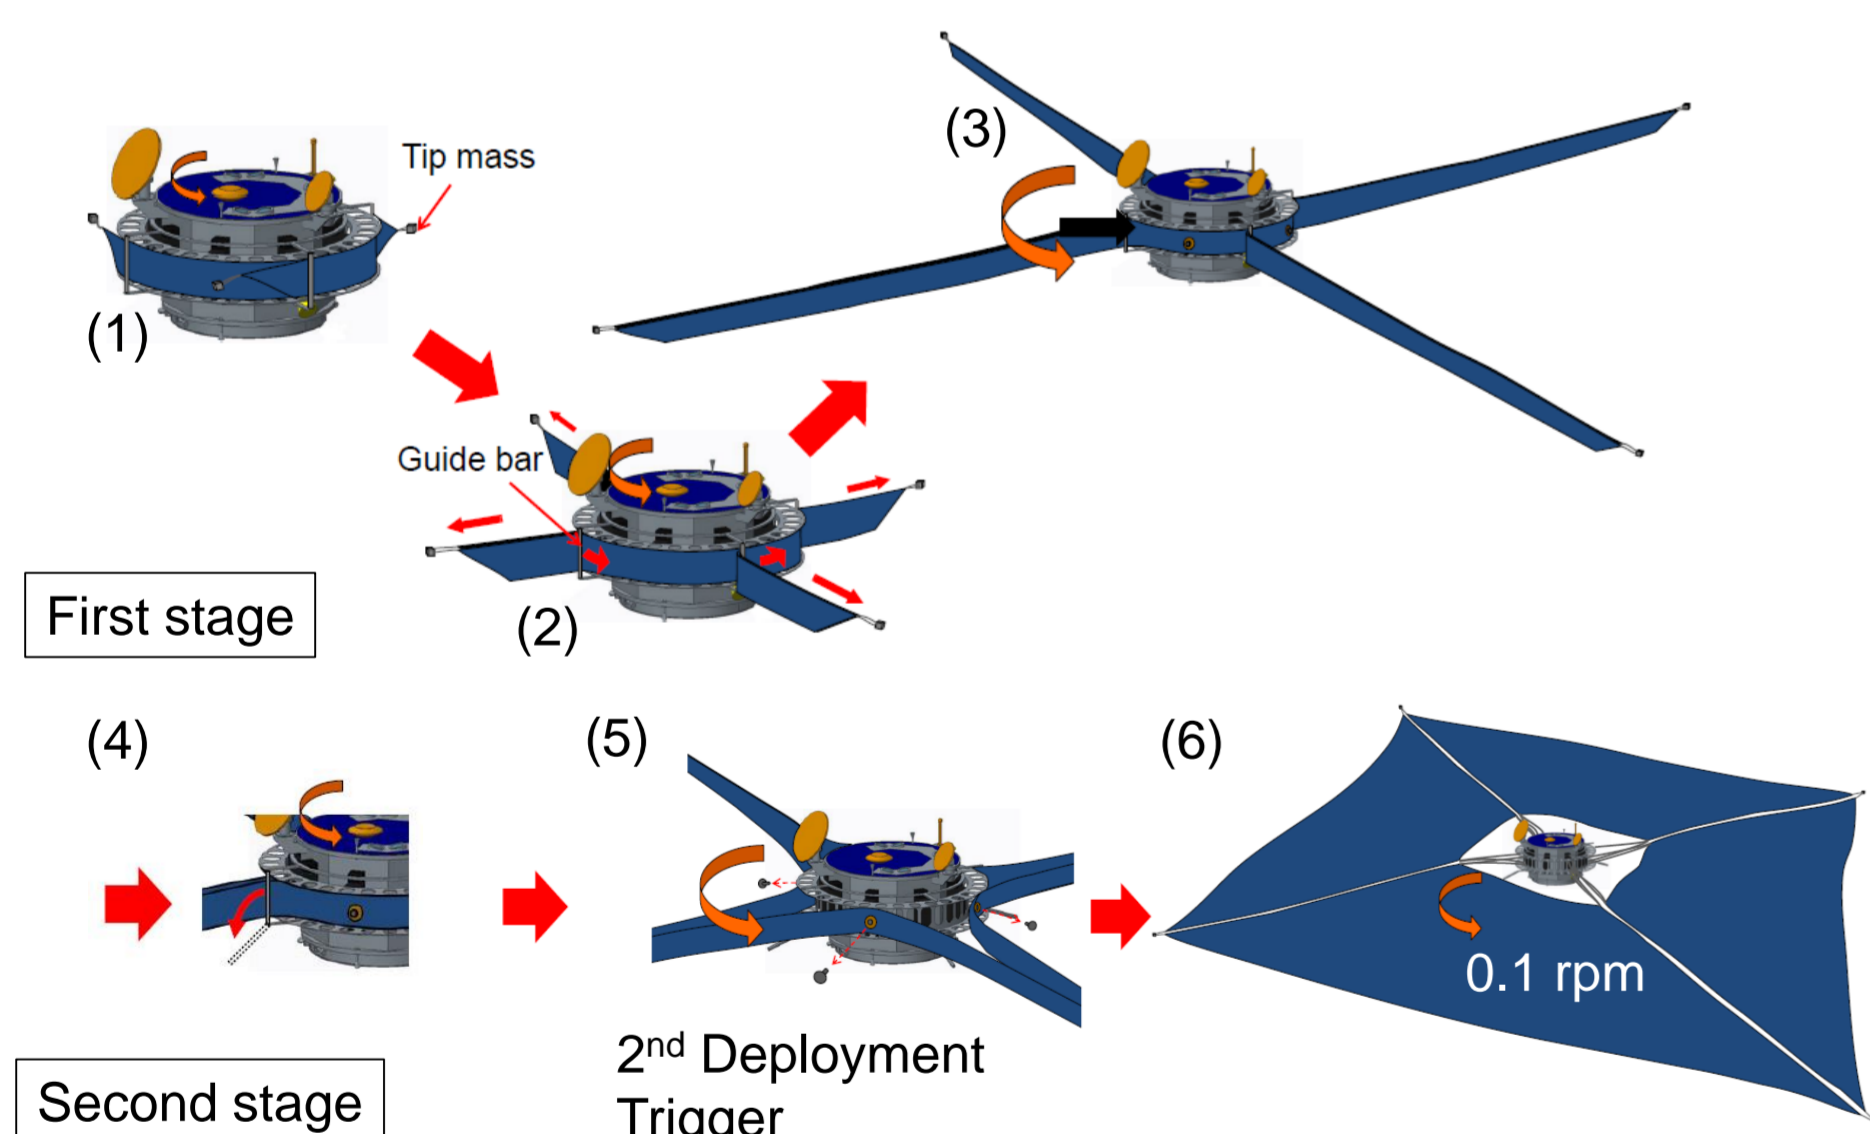 (1)
Tip mass
(3)
Guide bar
(2)
First stage
(4)
(5)
(6)
0.1 rpm
2nd Deployment
Trigger
Second stage